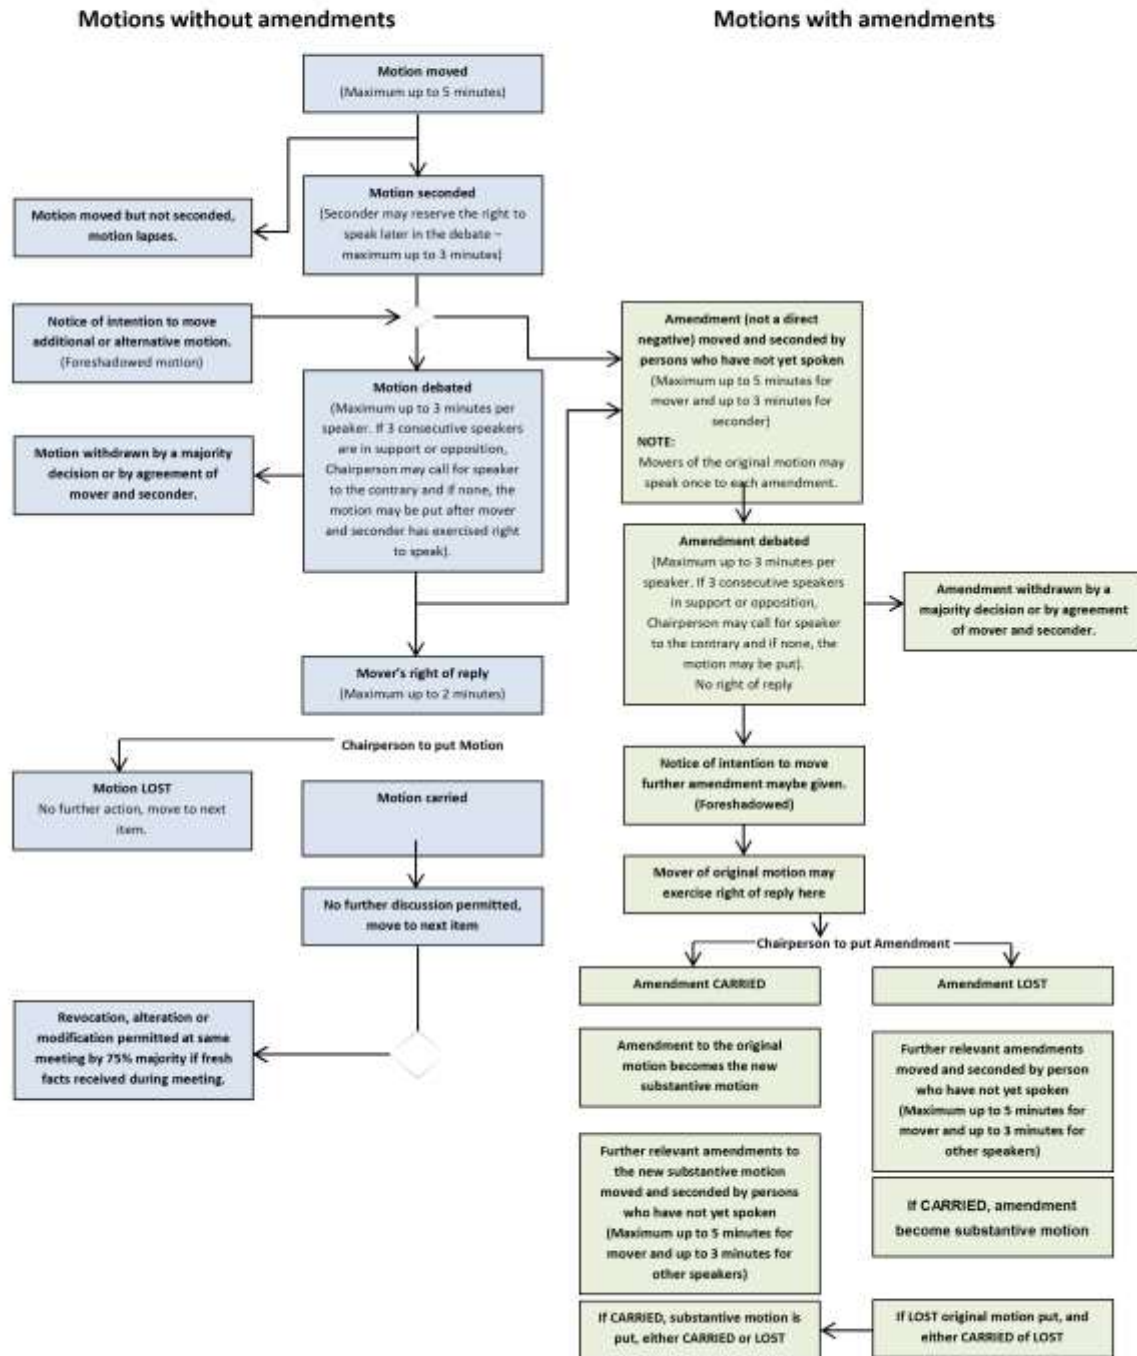 Motions without amendments
Motion moved
(Maximum up to 5 minutes)
Motion seconded
(Seconder may reserve the right to
speak later in the debate –
maximum up to 3 minutes)
Motion moved but not seconded,
motion lapses.
Notice of intention to move
additional or alternative motion.
(Foreshadowed motion)
Motion debated
(Maximum up to 3 minutes per
speaker. If 3 consecutive speakers
are in support or opposition,
Chairperson may call for speaker
to the contrary and if none, the
motion may be put after mover
and seconder has exercised right
to speak).
Motion withdrawn by a majority
decision or by agreement of
mover and seconder.
Mover's right of reply
(Maximum up to 2 minutes)
Chairperson to put Motion
Motion LOST
No further action, move to next
item.
Motion carried
No further discussion permitted,
move to next item
Revocation, alteration or
modification permitted at same
meeting by 75% majority if fresh
facts received during meeting.
Motions with amendments
Amendment (not a direct
negative) moved and seconded by
persons who have not yet spoken
(Maximum up to 5 minutes for
mover and up to 3 minutes for
seconder)
NOTE:
Movers of the original motion may
speak once to each amendment.
Amendment debated
(Maximum up to 3 minutes per
speaker. If 3 consecutive speakers
in support or opposition,
Chairperson may call for speaker
to the contrary and if none, the
motion may be put).
No right of reply
Amendment withdrawn by a
majority decision or by agreement
of mover and seconder.
Notice of intention to move
further amendment maybe given.
(Foreshadowed)
Mover of original motion may
exercise right of reply here
Chairperson to put Amendment
Amendment CARRIED
Amendment to the original
motion becomes the new
substantive motion
Further relevant amendments to
the new substantive motion
moved and seconded by persons
who have not yet spoken
(Maximum up to 5 minutes for
mover and up to 3 minutes for
other speakers)
If CARRIED, substantive motion is
put, either CARRIED or LOST
Amendment LOST
Further relevant amendments
moved and seconded by person
who have not yet spoken
(Maximum up to 5 minutes for
mover and up to 3 minutes for
other speakers)
If CARRIED, amendment
become substantive motion
If LOST original motion put, and
either CARRIED of LOST